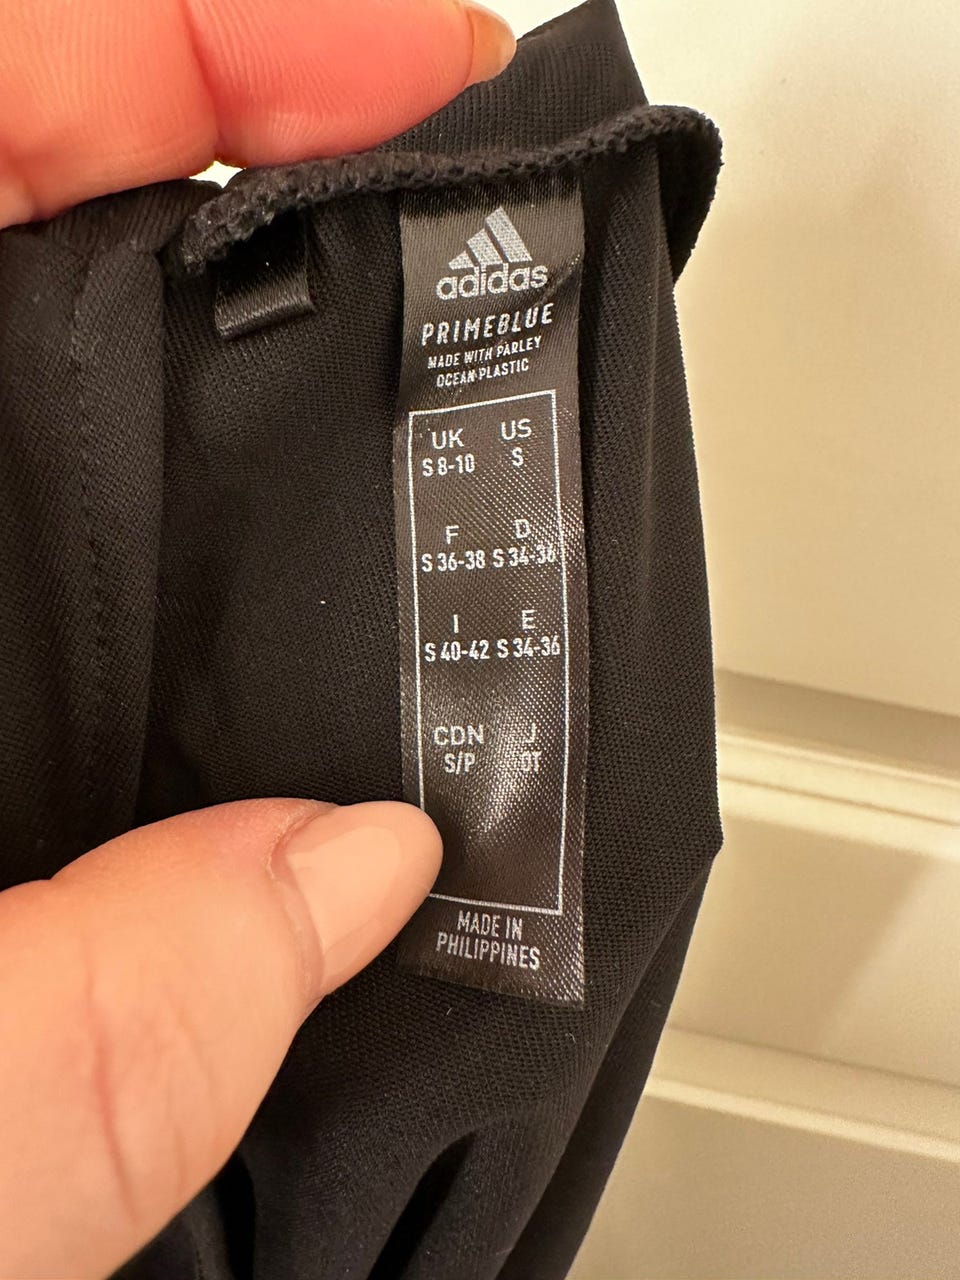 adidas
PRIMEBLUE
MADE WITH PARLEY
OCEAN PLASTIC
UK US
S 8-10 S
F D
S 36-38 S 34-36
I E
S 40-42 S 34-36
CDN J
S/P OT
MADE IN
PHILIPPINES